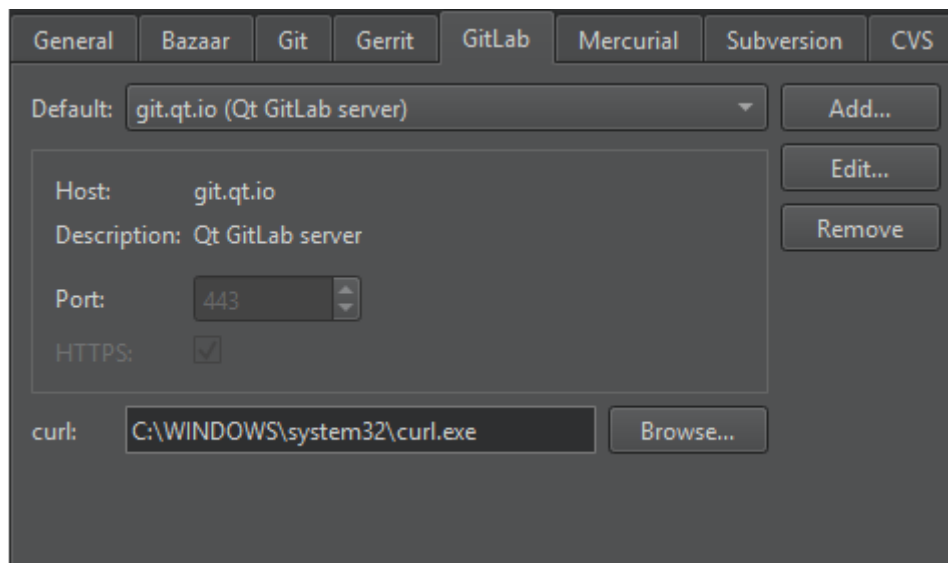 General Bazaar Git Gerrit GitLab Mercurial Subversion CVS
Default: git.qt.io (Qt GitLab server) Add...
Edit...
Host: git.qt.io
Description: Qt GitLab server
Remove
Port: 443
HTTPS:
curl: C:\WINDOWS\system32\curl.exe Browse...